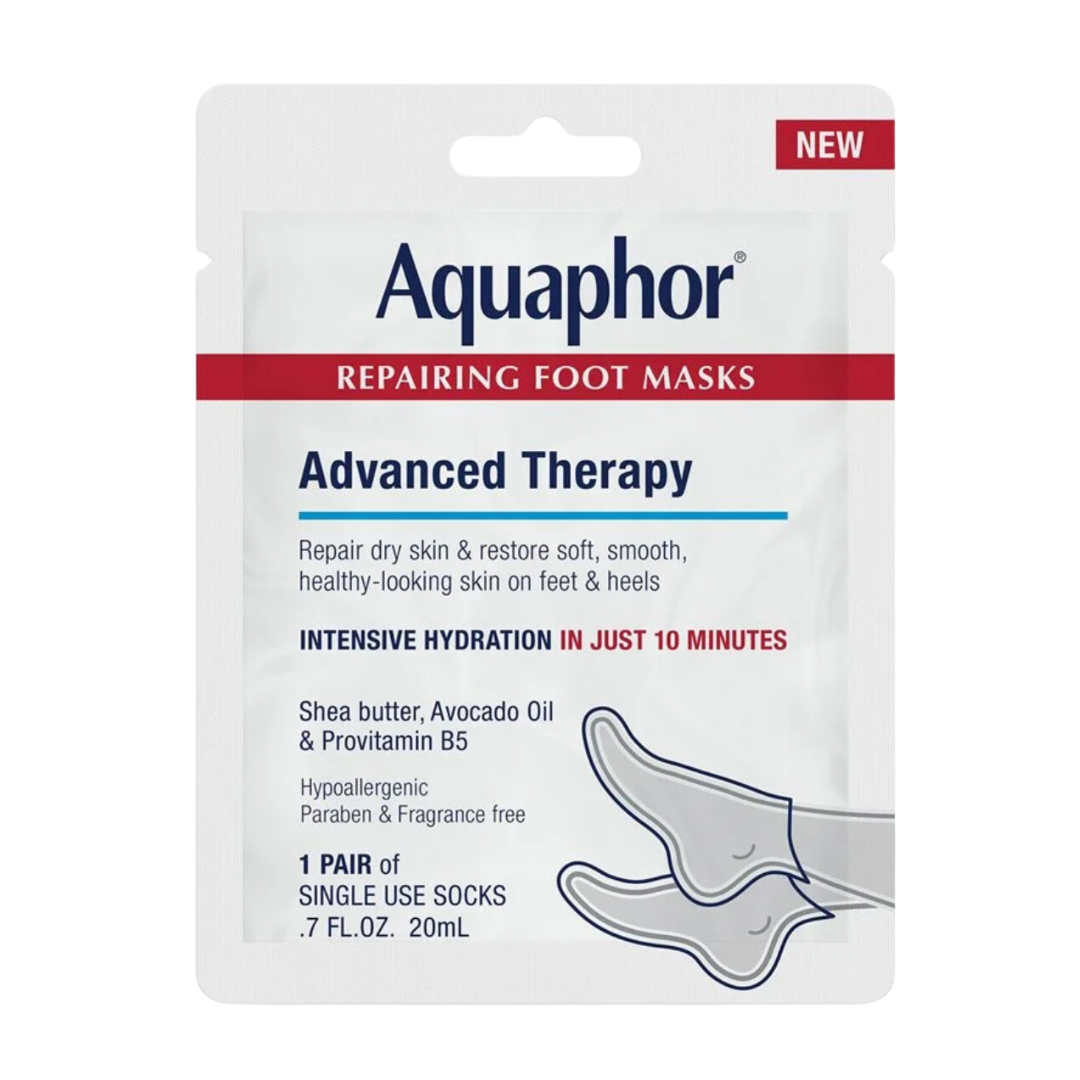 NEW
Aquaphor®
REPAIRING FOOT MASKS
Advanced Therapy
Repair dry skin & restore soft, smooth,
healthy-looking skin on feet & heels
INTENSIVE HYDRATION IN JUST 10 MINUTES
Shea butter, Avocado Oil
& Provitamin B5
Hypoallergenic
Paraben & Fragrance free
1 PAIR of
SINGLE USE SOCKS
.7 FL.OZ. 20mL